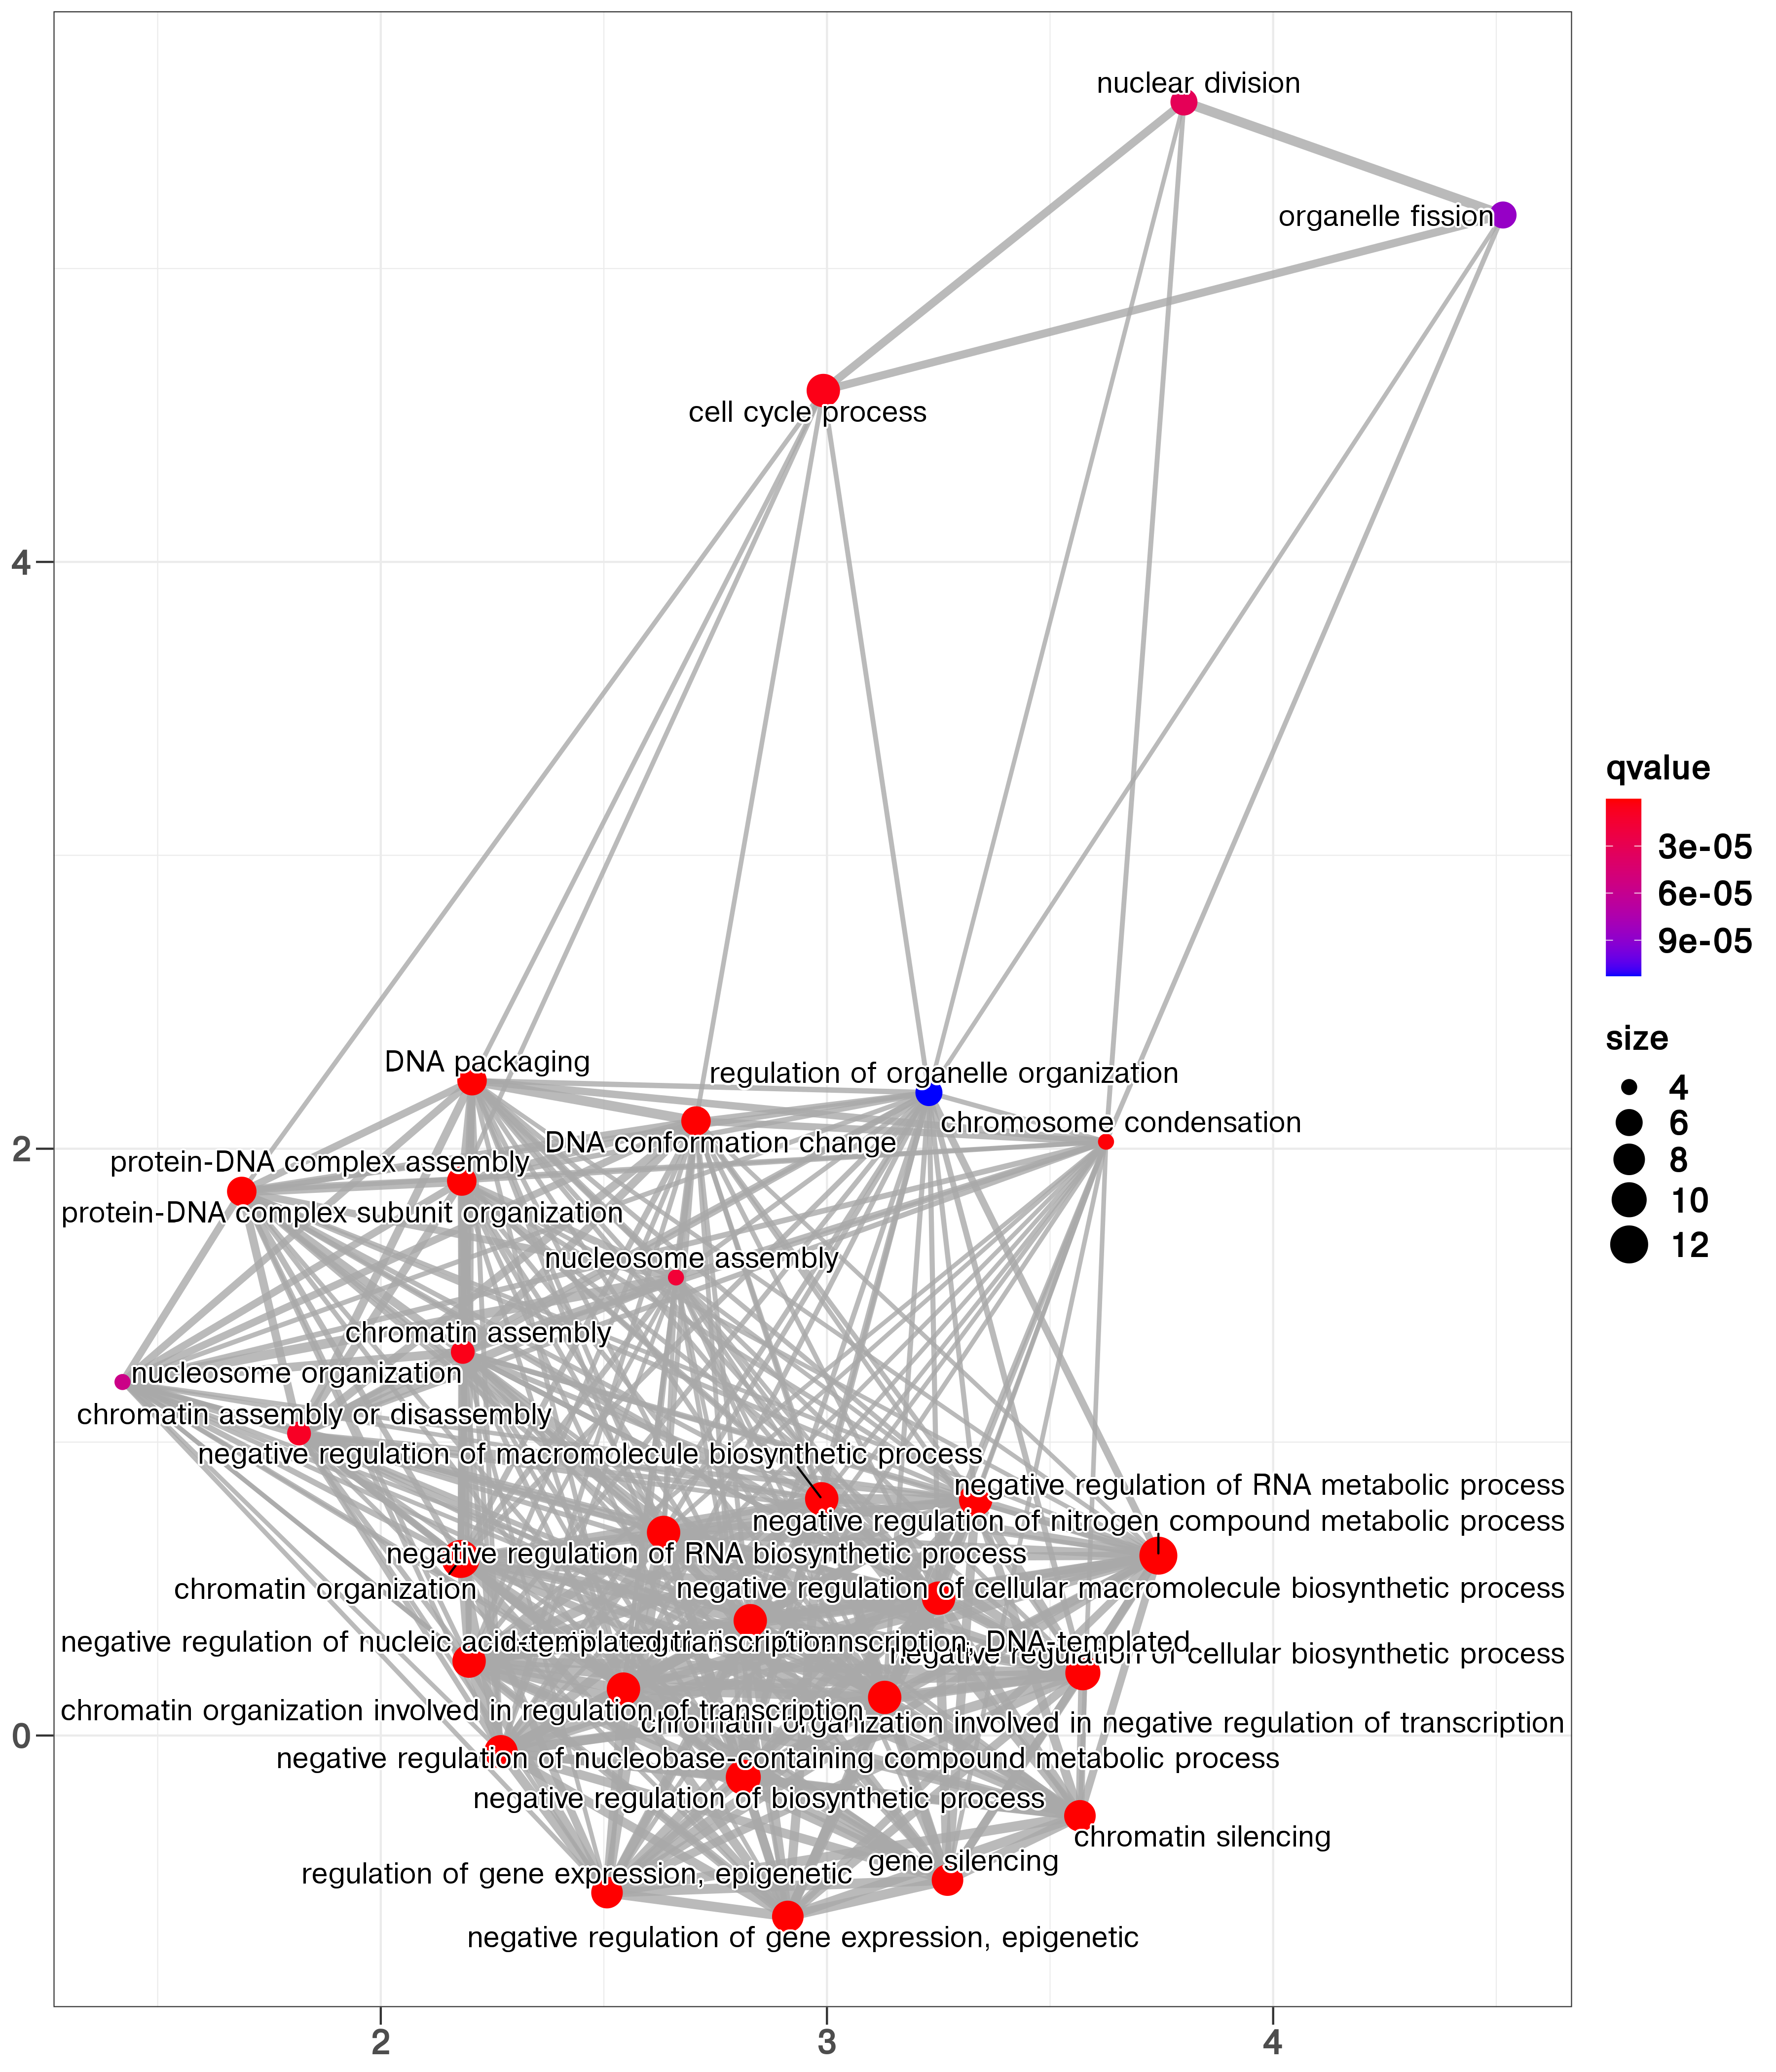 nuclear division
organelle fission
cell cycle process
4
qvalue
3e-05
6e-05
9e-05
size
4
6
8
10
12
DNA packaging
regulation of organelle organization
chromosome condensation
DNA conformation change
2
protein-DNA complex assembly
protein-DNA complex subunit organization
nucleosome assembly
chromatin assembly
nucleosome organization
chromatin assembly or disassembly
negative regulation of macromolecule biosynthetic process
negative regulation of RNA metabolic process
negative regulation of nitrogen compound metabolic process
negative regulation of RNA biosynthetic process
chromatin organization
negative regulation of cellular macromolecule biosynthetic process
negative regulation of nucleic acid-templated transcription
transcription, DNA-templated
negative regulation of cellular biosynthetic process
chromatin organization involved in regulation of transcription
chromatin organization involved in negative regulation of transcription
0
negative regulation of nucleobase-containing compound metabolic process
negative regulation of biosynthetic process
chromatin silencing
gene silencing
regulation of gene expression, epigenetic
negative regulation of gene expression, epigenetic
2
3
4